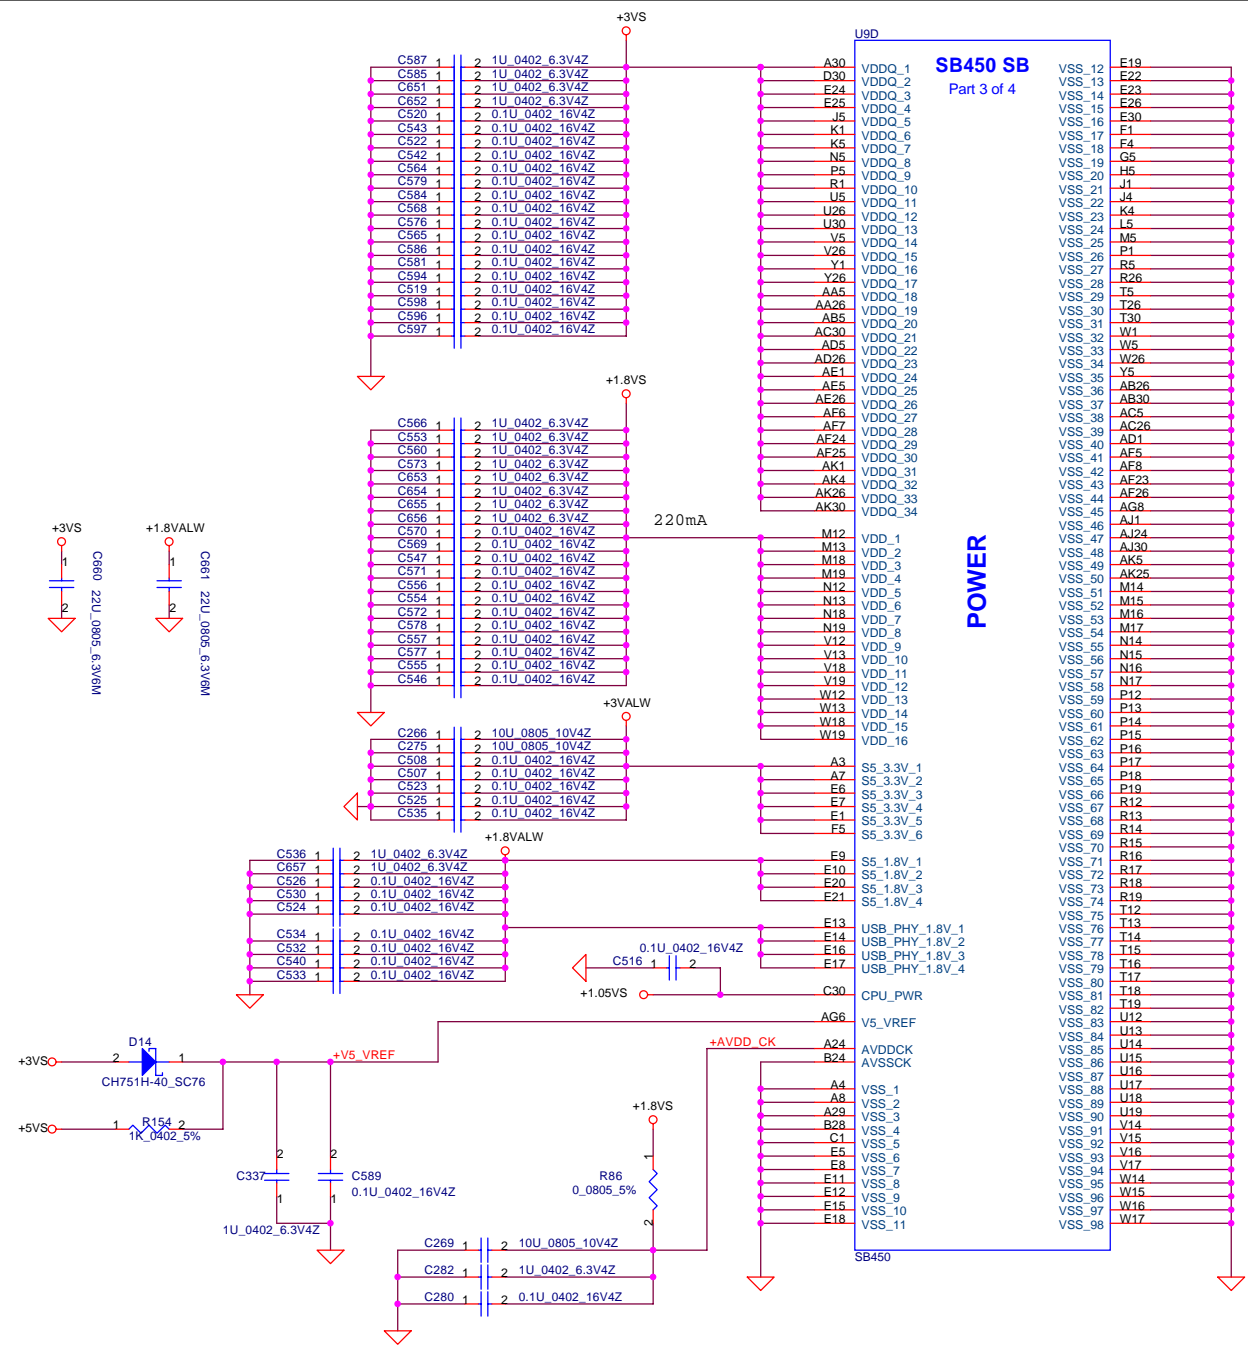 +3VS
C587 1 2 1U_0402_6.3V4Z
C585 1 2 1U_0402_6.3V4Z
C651 1 2 1U_0402_6.3V4Z
C652 1 2 1U_0402_6.3V4Z
C520 1 2 0.1U_0402_16V4Z
C543 1 2 0.1U_0402_16V4Z
C522 1 2 0.1U_0402_16V4Z
C542 1 2 0.1U_0402_16V4Z
C564 1 2 0.1U_0402_16V4Z
C579 1 2 0.1U_0402_16V4Z
C584 1 2 0.1U_0402_16V4Z
C568 1 2 0.1U_0402_16V4Z
C576 1 2 0.1U_0402_16V4Z
C565 1 2 0.1U_0402_16V4Z
C586 1 2 0.1U_0402_16V4Z
C581 1 2 0.1U_0402_16V4Z
C594 1 2 0.1U_0402_16V4Z
C519 1 2 0.1U_0402_16V4Z
C598 1 2 0.1U_0402_16V4Z
C596 1 2 0.1U_0402_16V4Z
C597 1 2 0.1U_0402_16V4Z
+1.8VS
C566 1 2 1U_0402_6.3V4Z
C553 1 2 1U_0402_6.3V4Z
C560 1 2 1U_0402_6.3V4Z
C573 1 2 1U_0402_6.3V4Z
C653 1 2 1U_0402_6.3V4Z
C654 1 2 1U_0402_6.3V4Z
C655 1 2 1U_0402_6.3V4Z
C656 1 2 1U_0402_6.3V4Z
C570 1 2 0.1U_0402_16V4Z
C569 1 2 0.1U_0402_16V4Z
C547 1 2 0.1U_0402_16V4Z
C571 1 2 0.1U_0402_16V4Z
C556 1 2 0.1U_0402_16V4Z
C554 1 2 0.1U_0402_16V4Z
C572 1 2 0.1U_0402_16V4Z
C578 1 2 0.1U_0402_16V4Z
C557 1 2 0.1U_0402_16V4Z
C577 1 2 0.1U_0402_16V4Z
C555 1 2 0.1U_0402_16V4Z
C546 1 2 0.1U_0402_16V4Z
220mA
+3VS
1
2
C660 22U_0805_6.3V6M
+1.8VALW
1
2
C661 22U_0805_6.3V6M
+3VALW
C266 1 2 10U_0805_10V4Z
C275 1 2 10U_0805_10V4Z
C508 1 2 0.1U_0402_16V4Z
C507 1 2 0.1U_0402_16V4Z
C523 1 2 0.1U_0402_16V4Z
C525 1 2 0.1U_0402_16V4Z
C535 1 2 0.1U_0402_16V4Z
+1.8VALW
C536 1 2 1U_0402_6.3V4Z
C657 1 2 1U_0402_6.3V4Z
C526 1 2 0.1U_0402_16V4Z
C530 1 2 0.1U_0402_16V4Z
C524 1 2 0.1U_0402_16V4Z
C534 1 2 0.1U_0402_16V4Z
C532 1 2 0.1U_0402_16V4Z
C540 1 2 0.1U_0402_16V4Z
C533 1 2 0.1U_0402_16V4Z
0.1U_0402_16V4Z
C516 1 2
+1.05VS
D14
+3VS 2 1
CH751H-40_SC76
+V5_VREF
+5VS 1 R154 2
1K_0402_5%
2 2
C337 C589
0.1U_0402_16V4Z
1 1
1U_0402_6.3V4Z
+AVDD_CK
+1.8VS
1
R86
0_0805_5%
2
C269 1 2 10U_0805_10V4Z
C282 1 2 1U_0402_6.3V4Z
C280 1 2 0.1U_0402_16V4Z
U9D
SB450 SB
Part 3 of 4
POWER
A30 VDDQ_1
D30 VDDQ_2
E24 VDDQ_3
E25 VDDQ_4
J5 VDDQ_5
K1 VDDQ_6
K5 VDDQ_7
N5 VDDQ_8
P5 VDDQ_9
R1 VDDQ_10
U5 VDDQ_11
U26 VDDQ_12
U30 VDDQ_13
V5 VDDQ_14
V26 VDDQ_15
Y1 VDDQ_16
Y26 VDDQ_17
AA5 VDDQ_18
AA26 VDDQ_19
AB5 VDDQ_20
AC30 VDDQ_21
AD5 VDDQ_22
AD26 VDDQ_23
AE1 VDDQ_24
AE5 VDDQ_25
AE26 VDDQ_26
AF6 VDDQ_27
AF7 VDDQ_28
AF24 VDDQ_29
AF25 VDDQ_30
AK1 VDDQ_31
AK4 VDDQ_32
AK26 VDDQ_33
AK30 VDDQ_34
M12 VDD_1
M13 VDD_2
M18 VDD_3
M19 VDD_4
N12 VDD_5
N13 VDD_6
N18 VDD_7
N19 VDD_8
V12 VDD_9
V13 VDD_10
V18 VDD_11
V19 VDD_12
W12 VDD_13
W13 VDD_14
W18 VDD_15
W19 VDD_16
A3 S5_3.3V_1
A7 S5_3.3V_2
E6 S5_3.3V_3
E7 S5_3.3V_4
E1 S5_3.3V_5
F5 S5_3.3V_6
E9 S5_1.8V_1
E10 S5_1.8V_2
E20 S5_1.8V_3
E21 S5_1.8V_4
E13 USB_PHY_1.8V_1
E14 USB_PHY_1.8V_2
E16 USB_PHY_1.8V_3
E17 USB_PHY_1.8V_4
C30 CPU_PWR
AG6 V5_VREF
A24 AVDDCK
B24 AVSSCK
A4 VSS_1
A8 VSS_2
A29 VSS_3
B28 VSS_4
C1 VSS_5
E5 VSS_6
E8 VSS_7
E11 VSS_8
E12 VSS_9
E15 VSS_10
E18 VSS_11
VSS_12 E19
VSS_13 E22
VSS_14 E23
VSS_15 E26
VSS_16 E30
VSS_17 F1
VSS_18 F4
VSS_19 G5
VSS_20 H5
VSS_21 J1
VSS_22 J4
VSS_23 K4
VSS_24 L5
VSS_25 M5
VSS_26 P1
VSS_27 R5
VSS_28 R26
VSS_29 T5
VSS_30 T26
VSS_31 T30
VSS_32 W1
VSS_33 W5
VSS_34 W26
VSS_35 Y5
VSS_36 AB26
VSS_37 AB30
VSS_38 AC5
VSS_39 AC26
VSS_40 AD1
VSS_41 AF5
VSS_42 AF8
VSS_43 AF23
VSS_44 AF26
VSS_45 AG8
VSS_46 AJ1
VSS_47 AJ24
VSS_48 AJ30
VSS_49 AK5
VSS_50 AK25
VSS_51 M14
VSS_52 M15
VSS_53 M16
VSS_54 M17
VSS_55 N14
VSS_56 N15
VSS_57 N16
VSS_58 N17
VSS_59 P12
VSS_60 P13
VSS_61 P14
VSS_62 P15
VSS_63 P16
VSS_64 P17
VSS_65 P18
VSS_66 P19
VSS_67 R12
VSS_68 R13
VSS_69 R14
VSS_70 R15
VSS_71 R16
VSS_72 R17
VSS_73 R18
VSS_74 R19
VSS_75 T12
VSS_76 T13
VSS_77 T14
VSS_78 T15
VSS_79 T16
VSS_80 T17
VSS_81 T18
VSS_82 T19
VSS_83 U12
VSS_84 U13
VSS_85 U14
VSS_86 U15
VSS_87 U16
VSS_88 U17
VSS_89 U18
VSS_90 U19
VSS_91 V14
VSS_92 V15
VSS_93 V16
VSS_94 V17
VSS_95 W14
VSS_96 W15
VSS_97 W16
VSS_98 W17
SB450